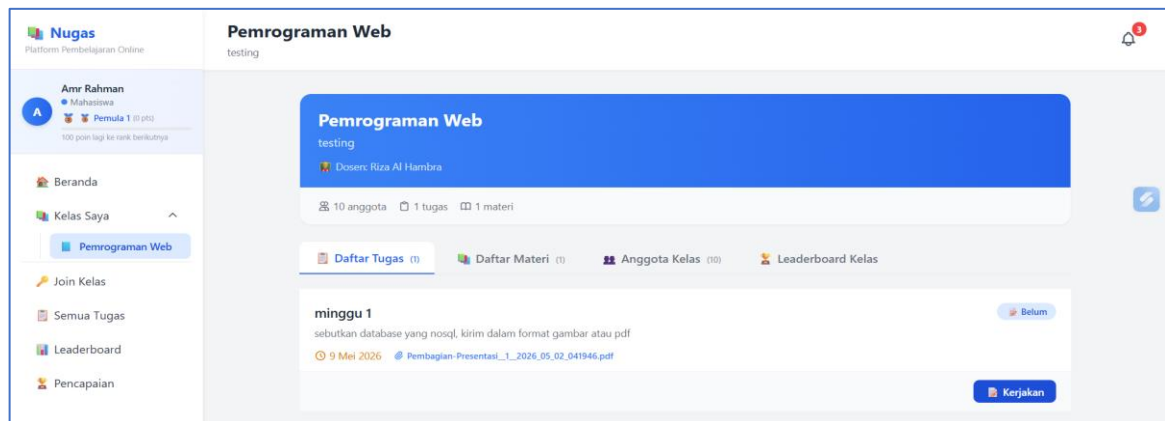 Nugas
Platform Pembelajaran Online
Amr Rahman
Mahasiswa
Pemula 1 (0 pts)
100 poin lagi ke rank berikutnya
Beranda
Kelas Saya
Pemrograman Web
Join Kelas
Semua Tugas
Leaderboard
Pencapaian
Pemrograman Web
testing
3
Pemrograman Web
testing
Dosen: Riza Al Hambra
10 anggota 1 tugas 1 materi
Daftar Tugas (1) Daftar Materi (1) Anggota Kelas (10) Leaderboard Kelas
minggu 1
Belum
sebutkan database yang nosql, kirim dalam format gambar atau pdf
9 Mei 2026 Pembagian-Presentasi__1__2026_05_02_041946.pdf
Kerjakan
A